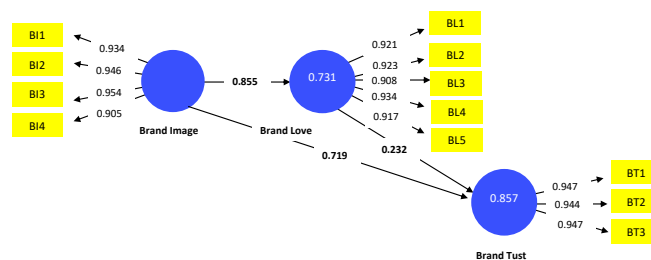 BI1
BI2
BI3
BI4
0.934
0.946
0.954
0.905
Brand Image
0.855
0.731
Brand Love
0.921
0.923
0.908
0.934
0.917
BL1
BL2
BL3
BL4
BL5
0.719
0.232
0.857
Brand Tust
0.947
0.944
0.947
BT1
BT2
BT3